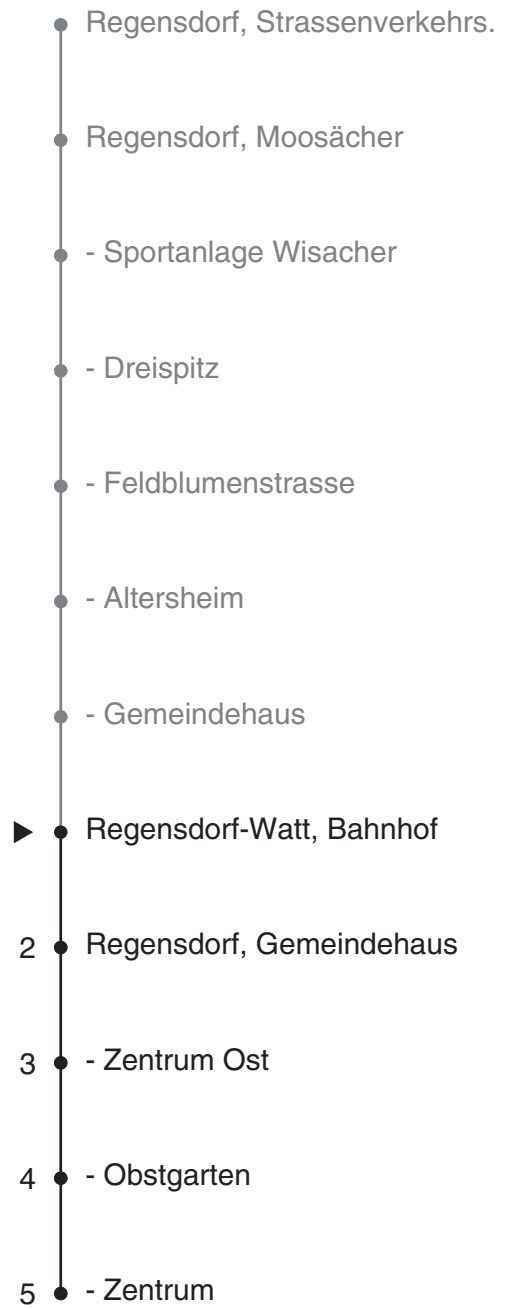 Regensdorf, Strassenverkehrs.
Regensdorf, Moosächer
- Sportanlage Wisacher
- Dreispitz
- Feldblumenstrasse
- Altersheim
- Gemeindehaus
Regensdorf-Watt, Bahnhof
2 Regensdorf, Gemeindehaus
3 - Zentrum Ost
4 - Obstgarten
5 - Zentrum